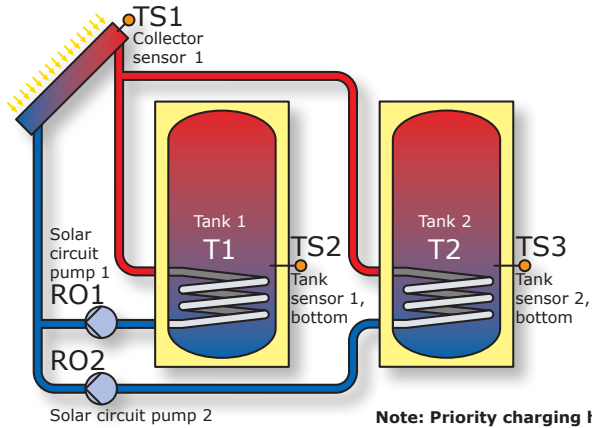 TS1
Collector
sensor 1
Tank 1
T1
Tank 2
T2
TS2
Tank
sensor 1,
bottom
TS3
Tank
sensor 2,
bottom
Solar
circuit
pump 1
RO1
RO2
Solar circuit pump 2
Note: Priority charging h